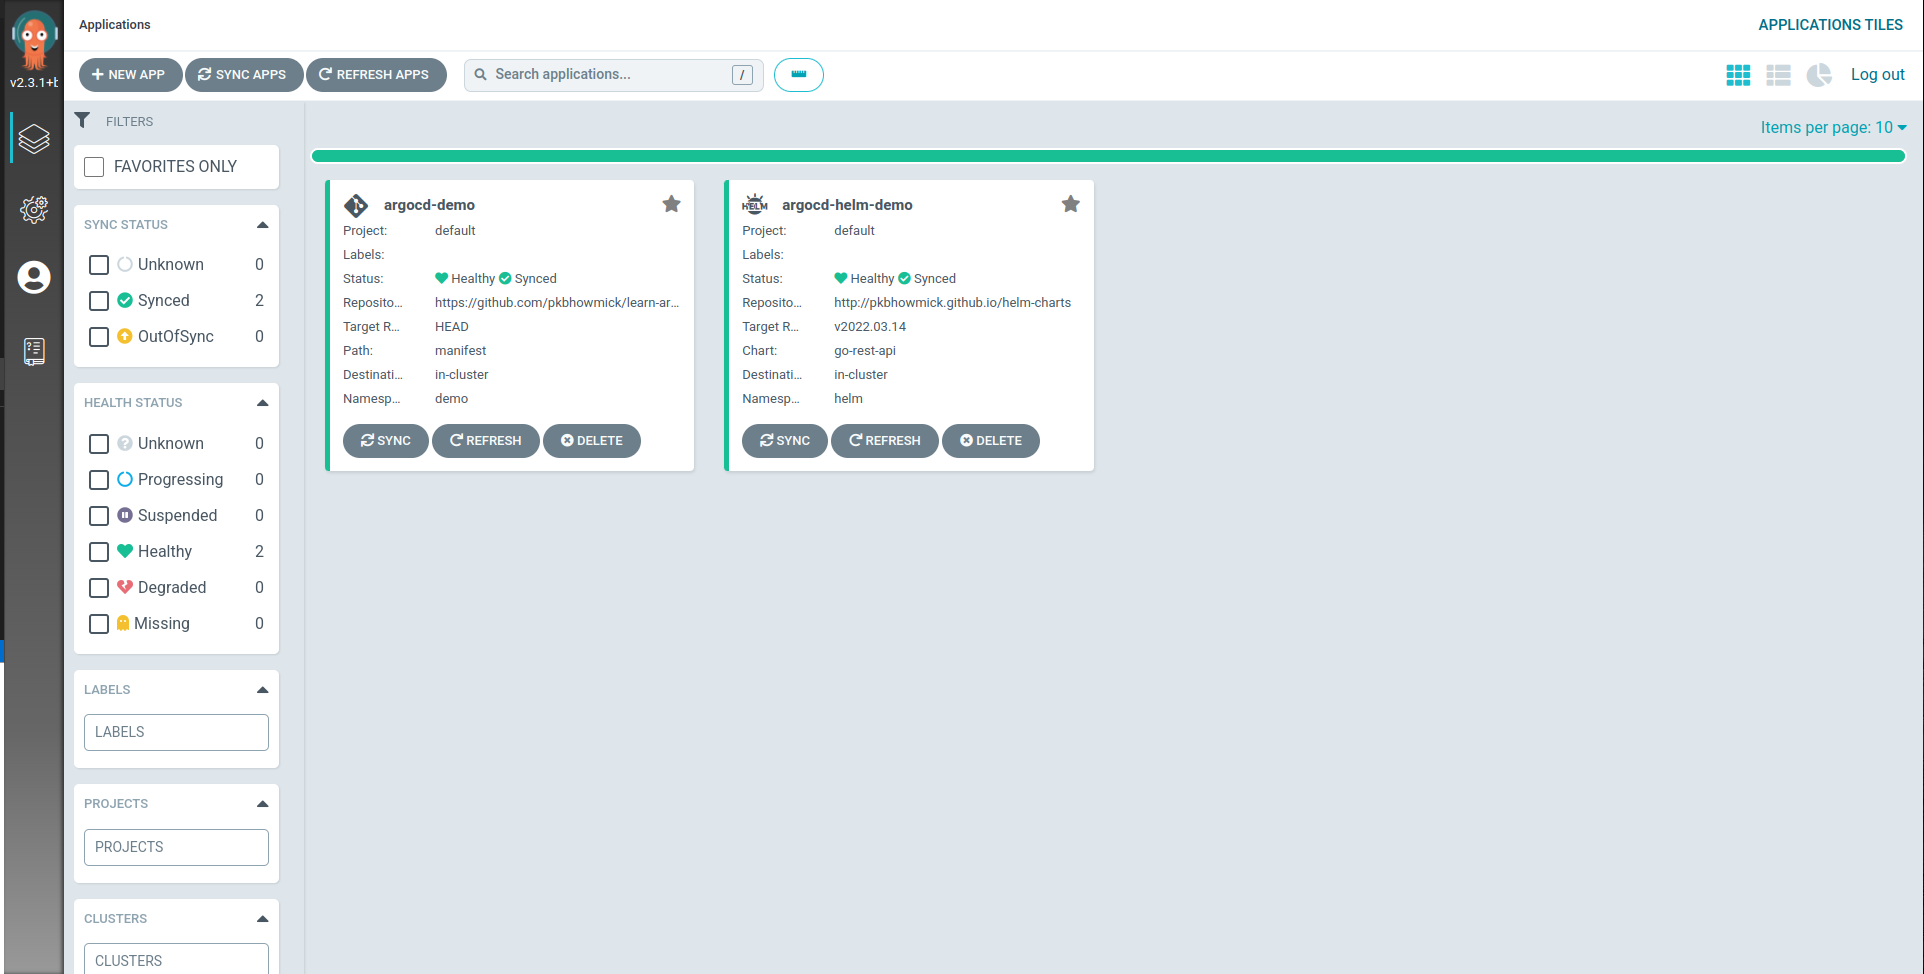 Applications
APPLICATIONS TILES
v2.3.1+b
NEW APP
SYNC APPS
REFRESH APPS
Search applications...
/
Log out
FILTERS
Items per page: 10
FAVORITES ONLY
SYNC STATUS
Unknown 0
Synced 2
OutOfSync 0
HEALTH STATUS
Unknown 0
Progressing 0
Suspended 0
Healthy 2
Degraded 0
Missing 0
LABELS
LABELS
PROJECTS
PROJECTS
CLUSTERS
CLUSTERS
argocd-demo
Project: default
Labels:
Status: Healthy Synced
Reposito... https://github.com/pkbhowmick/learn-ar...
Target R... HEAD
Path: manifest
Destinati... in-cluster
Namesp... demo
SYNC REFRESH DELETE
HELM
argocd-helm-demo
Project: default
Labels:
Status: Healthy Synced
Reposito... http://pkbhowmick.github.io/helm-charts
Target R... v2022.03.14
Chart: go-rest-api
Destinati... in-cluster
Namesp... helm
SYNC REFRESH DELETE